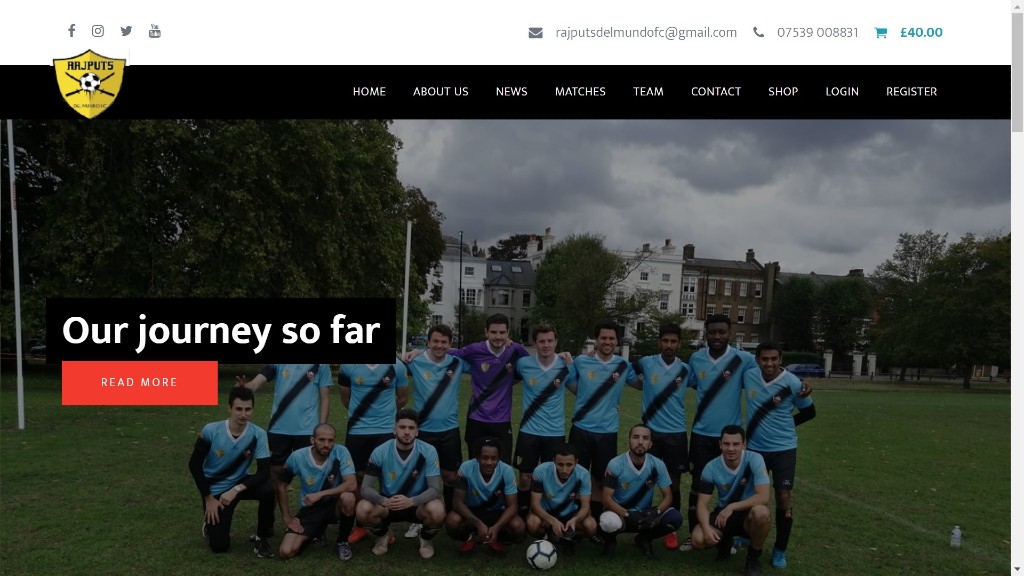 rajputsdelmundofc@gmail.com 07539 008831 £40.00
RAJPUTS
DEL MUNDO FC
HOME ABOUT US NEWS MATCHES TEAM CONTACT SHOP LOGIN REGISTER
Our journey so far
READ MORE